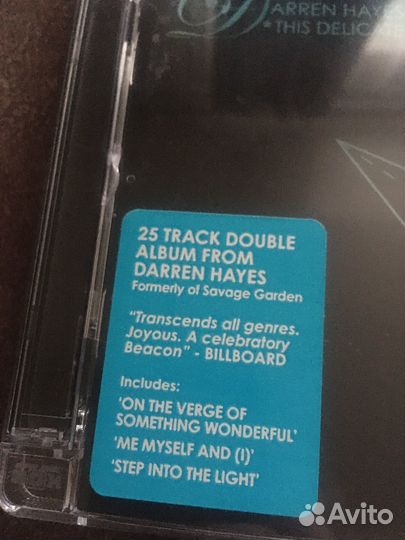 ARREN HAYES
THIS DELICATE
25 TRACK DOUBLE
ALBUM FROM
DARREN HAYES
Formerly of Savage Garden
“Transcends all genres.
Joyous. A celebratory
Beacon” - BILLBOARD
Includes:
‘ON THE VERGE OF
SOMETHING WONDERFUL’
‘ME MYSELF AND (I)’
‘STEP INTO THE LIGHT’
Avito